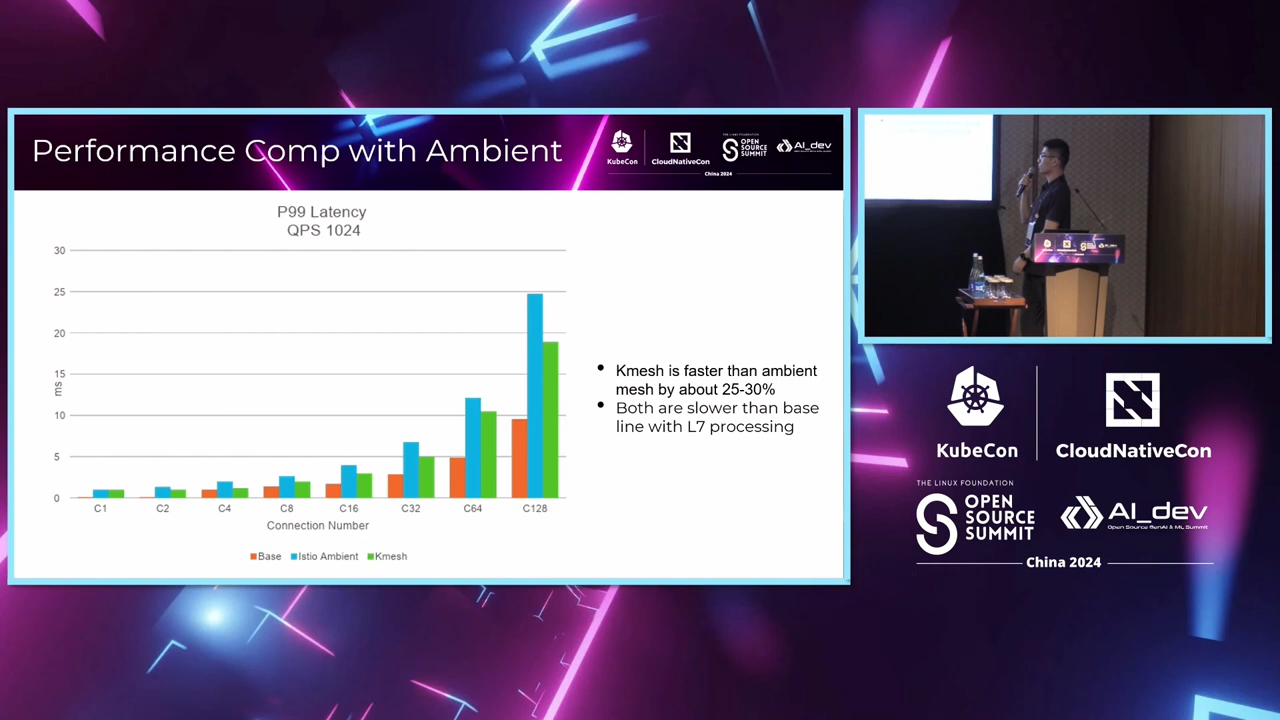 Performance Comp with Ambient
KubeCon
CloudNativeCon
THE LINUX FOUNDATION
OPEN
SOURCE
SUMMIT
AI_dev
China 2024
P99 Latency
QPS 1024
30
25
20
15
10
5
0
ms
C1 C2 C4 C8 C16 C32 C64 C128
Connection Number
Base Istio Ambient Kmesh
• Kmesh is faster than ambient
mesh by about 25-30%
• Both are slower than base
line with L7 processing
KubeCon
CloudNativeCon
THE LINUX FOUNDATION
OPEN
SOURCE
SUMMIT
AI_dev
Open Source GenAI & ML Summit
China 2024